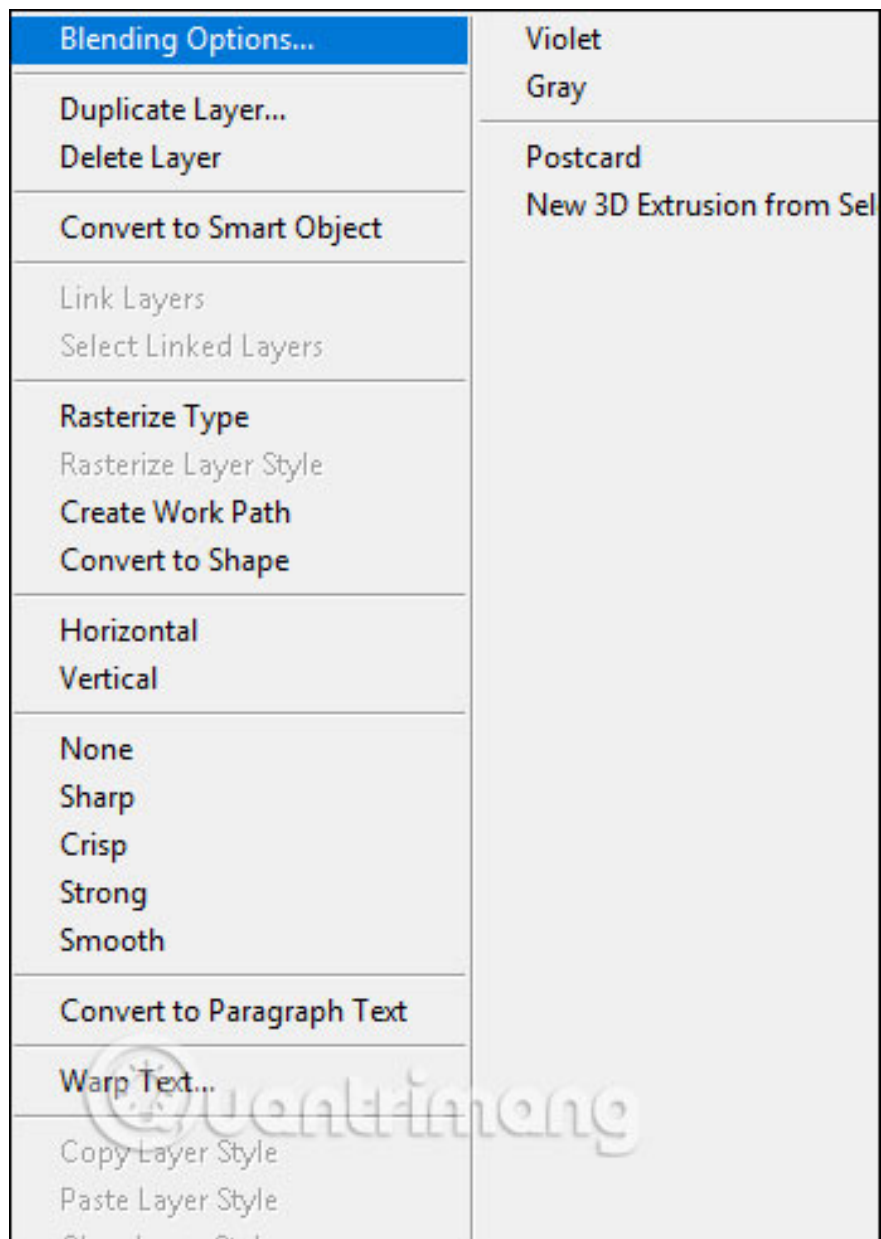 Blending Options...
Duplicate Layer...
Delete Layer
Convert to Smart Object
Link Layers
Select Linked Layers
Rasterize Type
Rasterize Layer Style
Create Work Path
Convert to Shape
Horizontal
Vertical
None
Sharp
Crisp
Strong
Smooth
Convert to Paragraph Text
Warp Text...
Copy Layer Style
Paste Layer Style
Violet
Gray
Postcard
New 3D Extrusion from Sel
Quantrimang